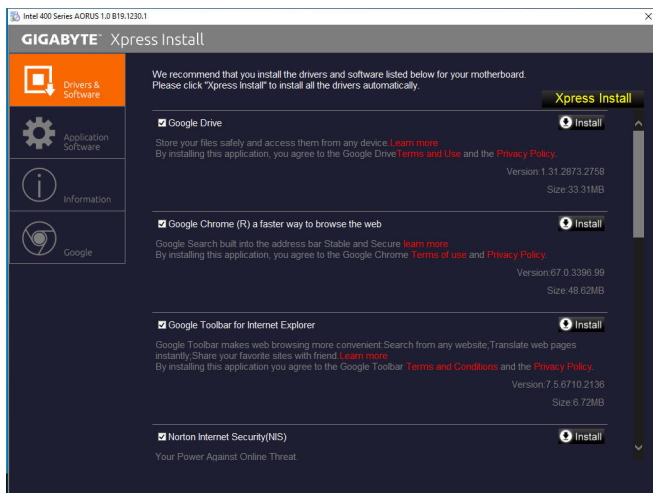 Intel 400 Series AORUS 1.0 B19.1230.1
GIGABYTE™ Xpress Install
Drivers &
Software
Application
Software
Information
Google
We recommend that you install the drivers and software listed below for your motherboard.
Please click "Xpress Install" to install all the drivers automatically.
Xpress Install
Google Drive
Install
Store your files safely and access them from any device.Learn more
By installing this application, you agree to the Google DriveTerms and Use and the Privacy Policy.
Version:1.31.2873.2758
Size:33.31MB
Google Chrome (R) a faster way to browse the web
Install
Google Search built into the address bar Stable and Secure learn more
By installing this application, you agree to the Google Chrome Terms of use and Privacy Policy.
Version:67.0.3396.99
Size:48.62MB
Google Toolbar for Internet Explorer
Install
Google Toolbar makes web browsing more convenient:Search from any website;Translate web pages
instantly;Share your favorite sites with friend.Learn more
By installing this application you agree to the Google Toolbar Terms and Conditions and the Privacy Policy.
Version:7.5.6710.2136
Size:6.72MB
Norton Internet Security(NIS)
Install
Your Power Against Online Threat.